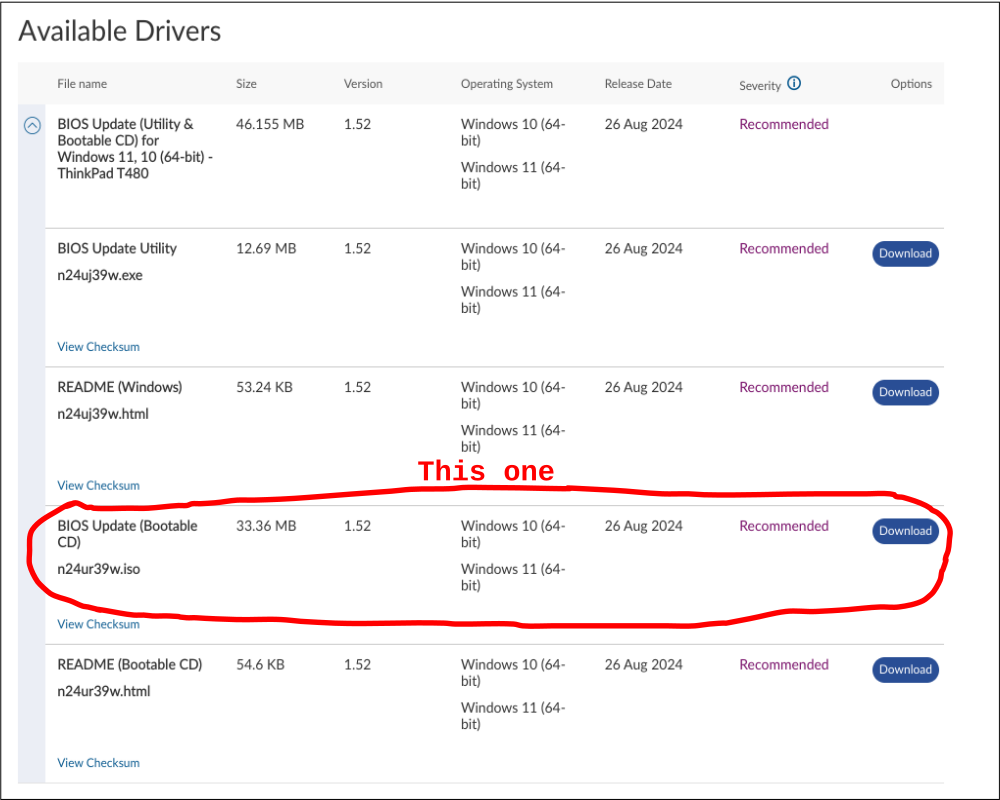 Available Drivers
File name Size Version Operating System Release Date Severity Options
BIOS Update (Utility & 46.155 MB 1.52 Windows 10 (64- 26 Aug 2024 Recommended
Bootable CD) for bit)
Windows 11, 10 (64-bit) - Windows 11 (64-
ThinkPad T480 bit)
BIOS Update Utility 12.69 MB 1.52 Windows 10 (64- 26 Aug 2024 Recommended Download
bit)
n24uj39w.exe
Windows 11 (64-
bit)
View Checksum
README (Windows) 53.24 KB 1.52 Windows 10 (64- 26 Aug 2024 Recommended Download
bit)
n24uj39w.html
Windows 11 (64-
bit)
This one
View Checksum
BIOS Update (Bootable 33.36 MB 1.52 Windows 10 (64- 26 Aug 2024 Recommended Download
CD) bit)
n24ur39w.iso Windows 11 (64-
bit)
View Checksum
README (Bootable CD) 54.6 KB 1.52 Windows 10 (64- 26 Aug 2024 Recommended Download
bit)
n24ur39w.html
Windows 11 (64-
bit)
View Checksum